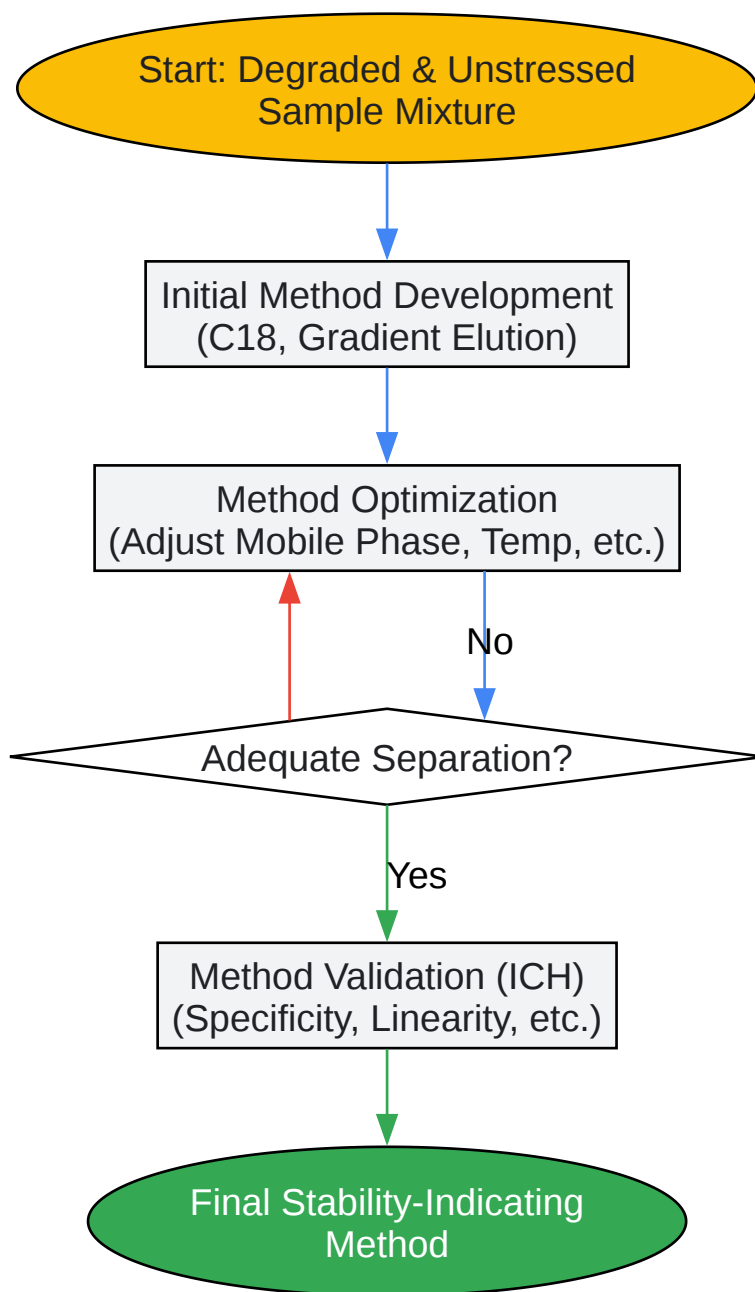 Start: Degraded & Unstressed
Sample Mixture
Initial Method Development
(C18, Gradient Elution)
Method Optimization
(Adjust Mobile Phase, Temp, etc.)
No
Adequate Separation?
Yes
Method Validation (ICH)
(Specificity, Linearity, etc.)
Final Stability-Indicating
Method